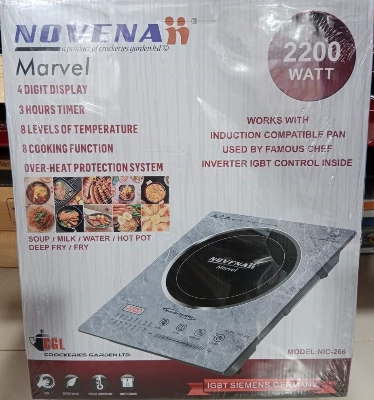 NOVENA
a product of crockeries garden ltd.
Marvel
4 DIGIT DISPLAY
3 HOURS TIMER
8 LEVELS OF TEMPERATURE
8 COOKING FUNCTION
OVER-HEAT PROTECTION SYSTEM
SOUP / MILK / WATER / HOT POT
DEEP FRY / FRY
2200
WATT
WORKS WITH
INDUCTION COMPATIBLE PAN
USED BY FAMOUS CHEF
INVERTER IGBT CONTROL INSIDE
NOVENA
Marvel
CGL
CROCKERIES GARDEN LTD
MODEL:NIC-266
IGBT SIEMENS, GERMANY